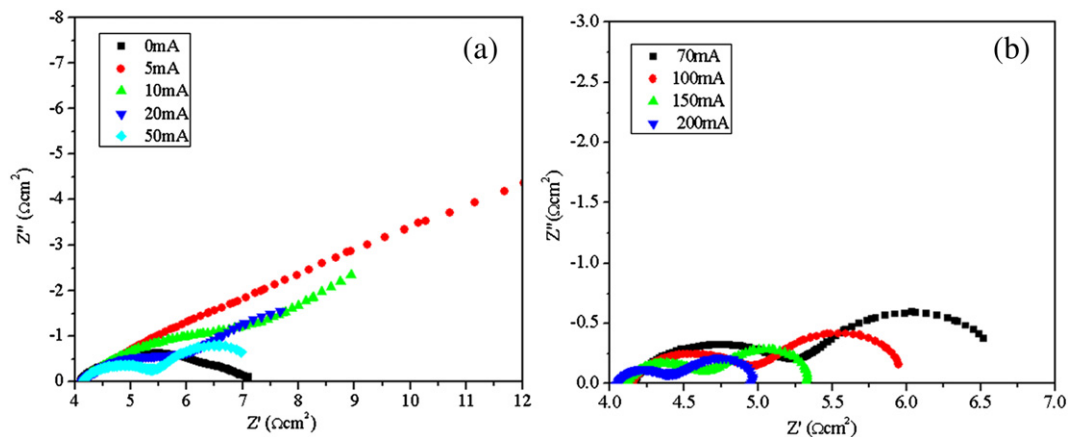 (a)
-8
-7
-6
-5
-4
-3
-2
-1
0
4
5
6
7
8
9
10
11
12
Z'' (Ωcm²)
Z' (Ωcm²)
0mA
5mA
10mA
20mA
50mA
(b)
-3.0
-2.5
-2.0
-1.5
-1.0
-0.5
0.0
4.0
4.5
5.0
5.5
6.0
6.5
7.0
Z''(Ωcm²)
Z' (Ωcm²)
70mA
100mA
150mA
200mA